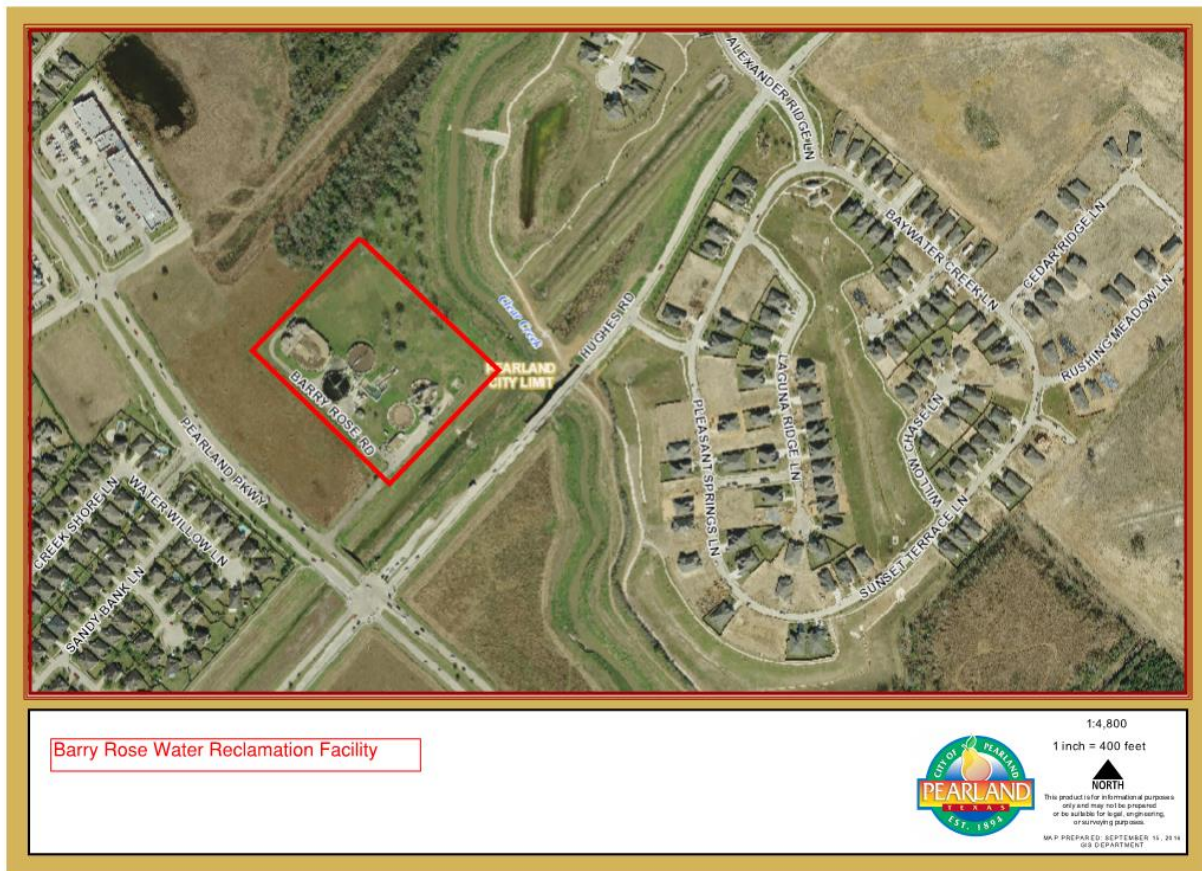 ALEXANDER RIDGE LN
BAYWATER CREEK LN
CEDAR RIDGE LN
RUSHING MEADOW LN
Clear Creek
HUGHES RD
PEARLAND
CITY LIMIT
BARRY ROSE RD
PEARLAND PKWY
WATER WILLOW LN
CREEK SHORE LN
SANDY BANK LN
PLEASANT SPRINGS LN
LAGUNA RIDGE LN
WILLOW CHASE LN
SUNSET TERRACE LN
Barry Rose Water Reclamation Facility
CITY OF PEARLAND
PEARLAND
TEXAS
EST. 1894
1:4,800
1 inch = 400 feet
NORTH
This product is for informational purposes
only and may not be prepared
or be suitable for legal, engineering,
or surveying purposes.
MAP PREPARED: SEPTEMBER 15, 2016
GIS DEPARTMENT